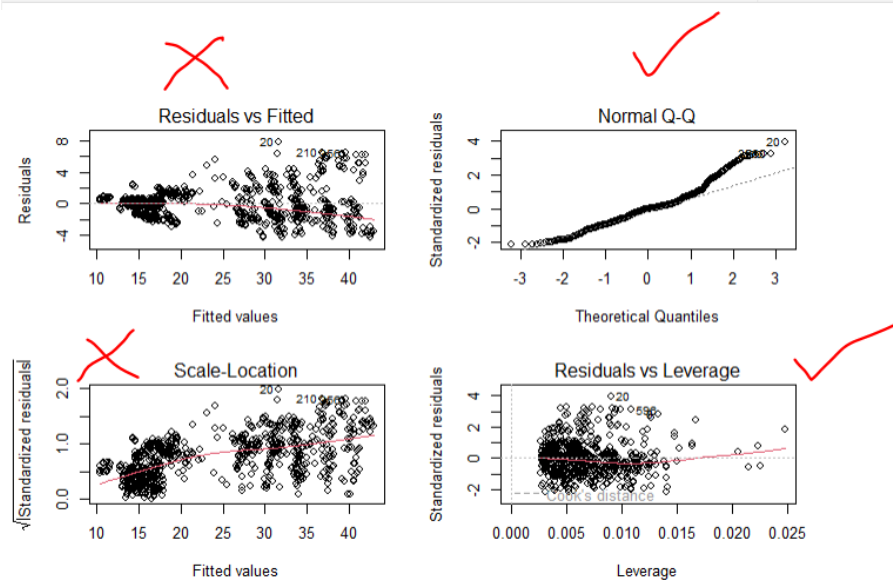 Residuals vs Fitted
Residuals
8
4
0
-4
20
210
10 15 20 25 30 35 40
Fitted values
Normal Q-Q
Standardized residuals
4
2
0
-2
20
-3 -2 -1 0 1 2 3
Theoretical Quantiles
Scale-Location
√|Standardized residuals|
2.0
1.0
0.0
20
210
10 15 20 25 30 35 40
Fitted values
Residuals vs Leverage
Standardized residuals
4
2
0
-2
20
Cook's distance
0.000 0.005 0.010 0.015 0.020 0.025
Leverage